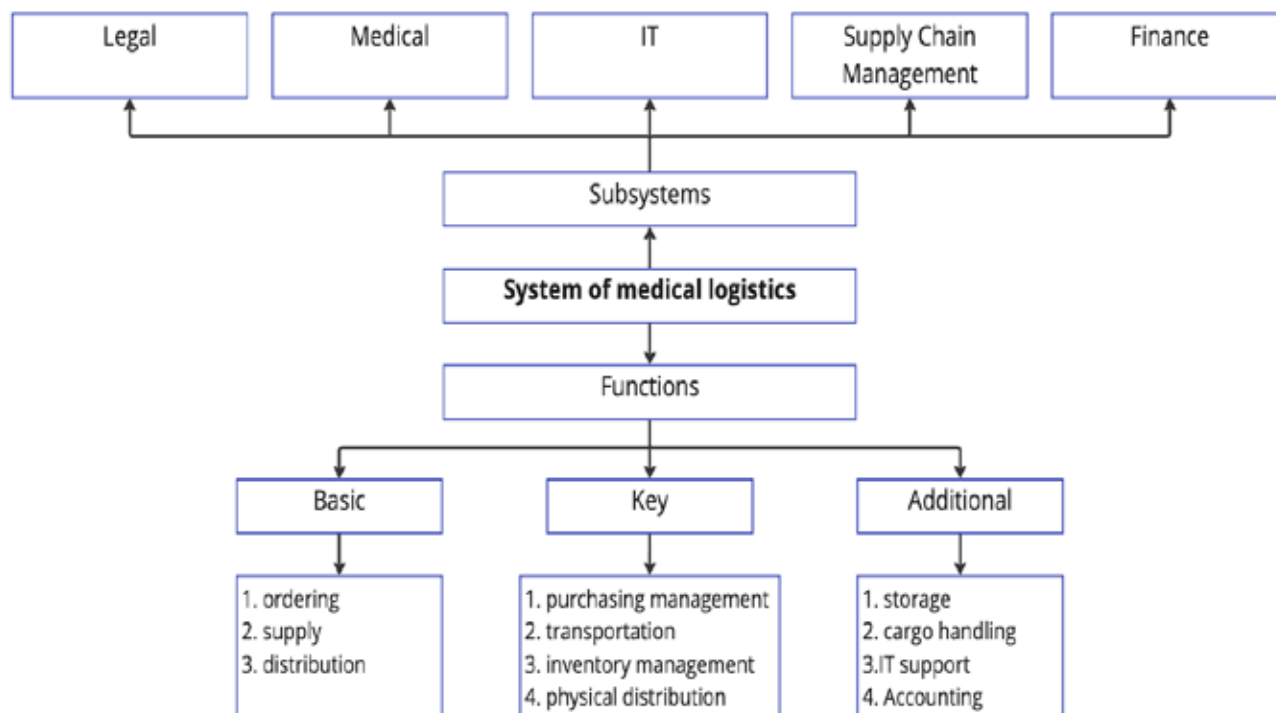 Legal
Medical
IT
Supply Chain
Management
Finance
Subsystems
System of medical logistics
Functions
Basic
Key
Additional
1. ordering
2. supply
3. distribution
1. purchasing management
2. transportation
3. inventory management
4. physical distribution
1. storage
2. cargo handling
3.IT support
4. Accounting